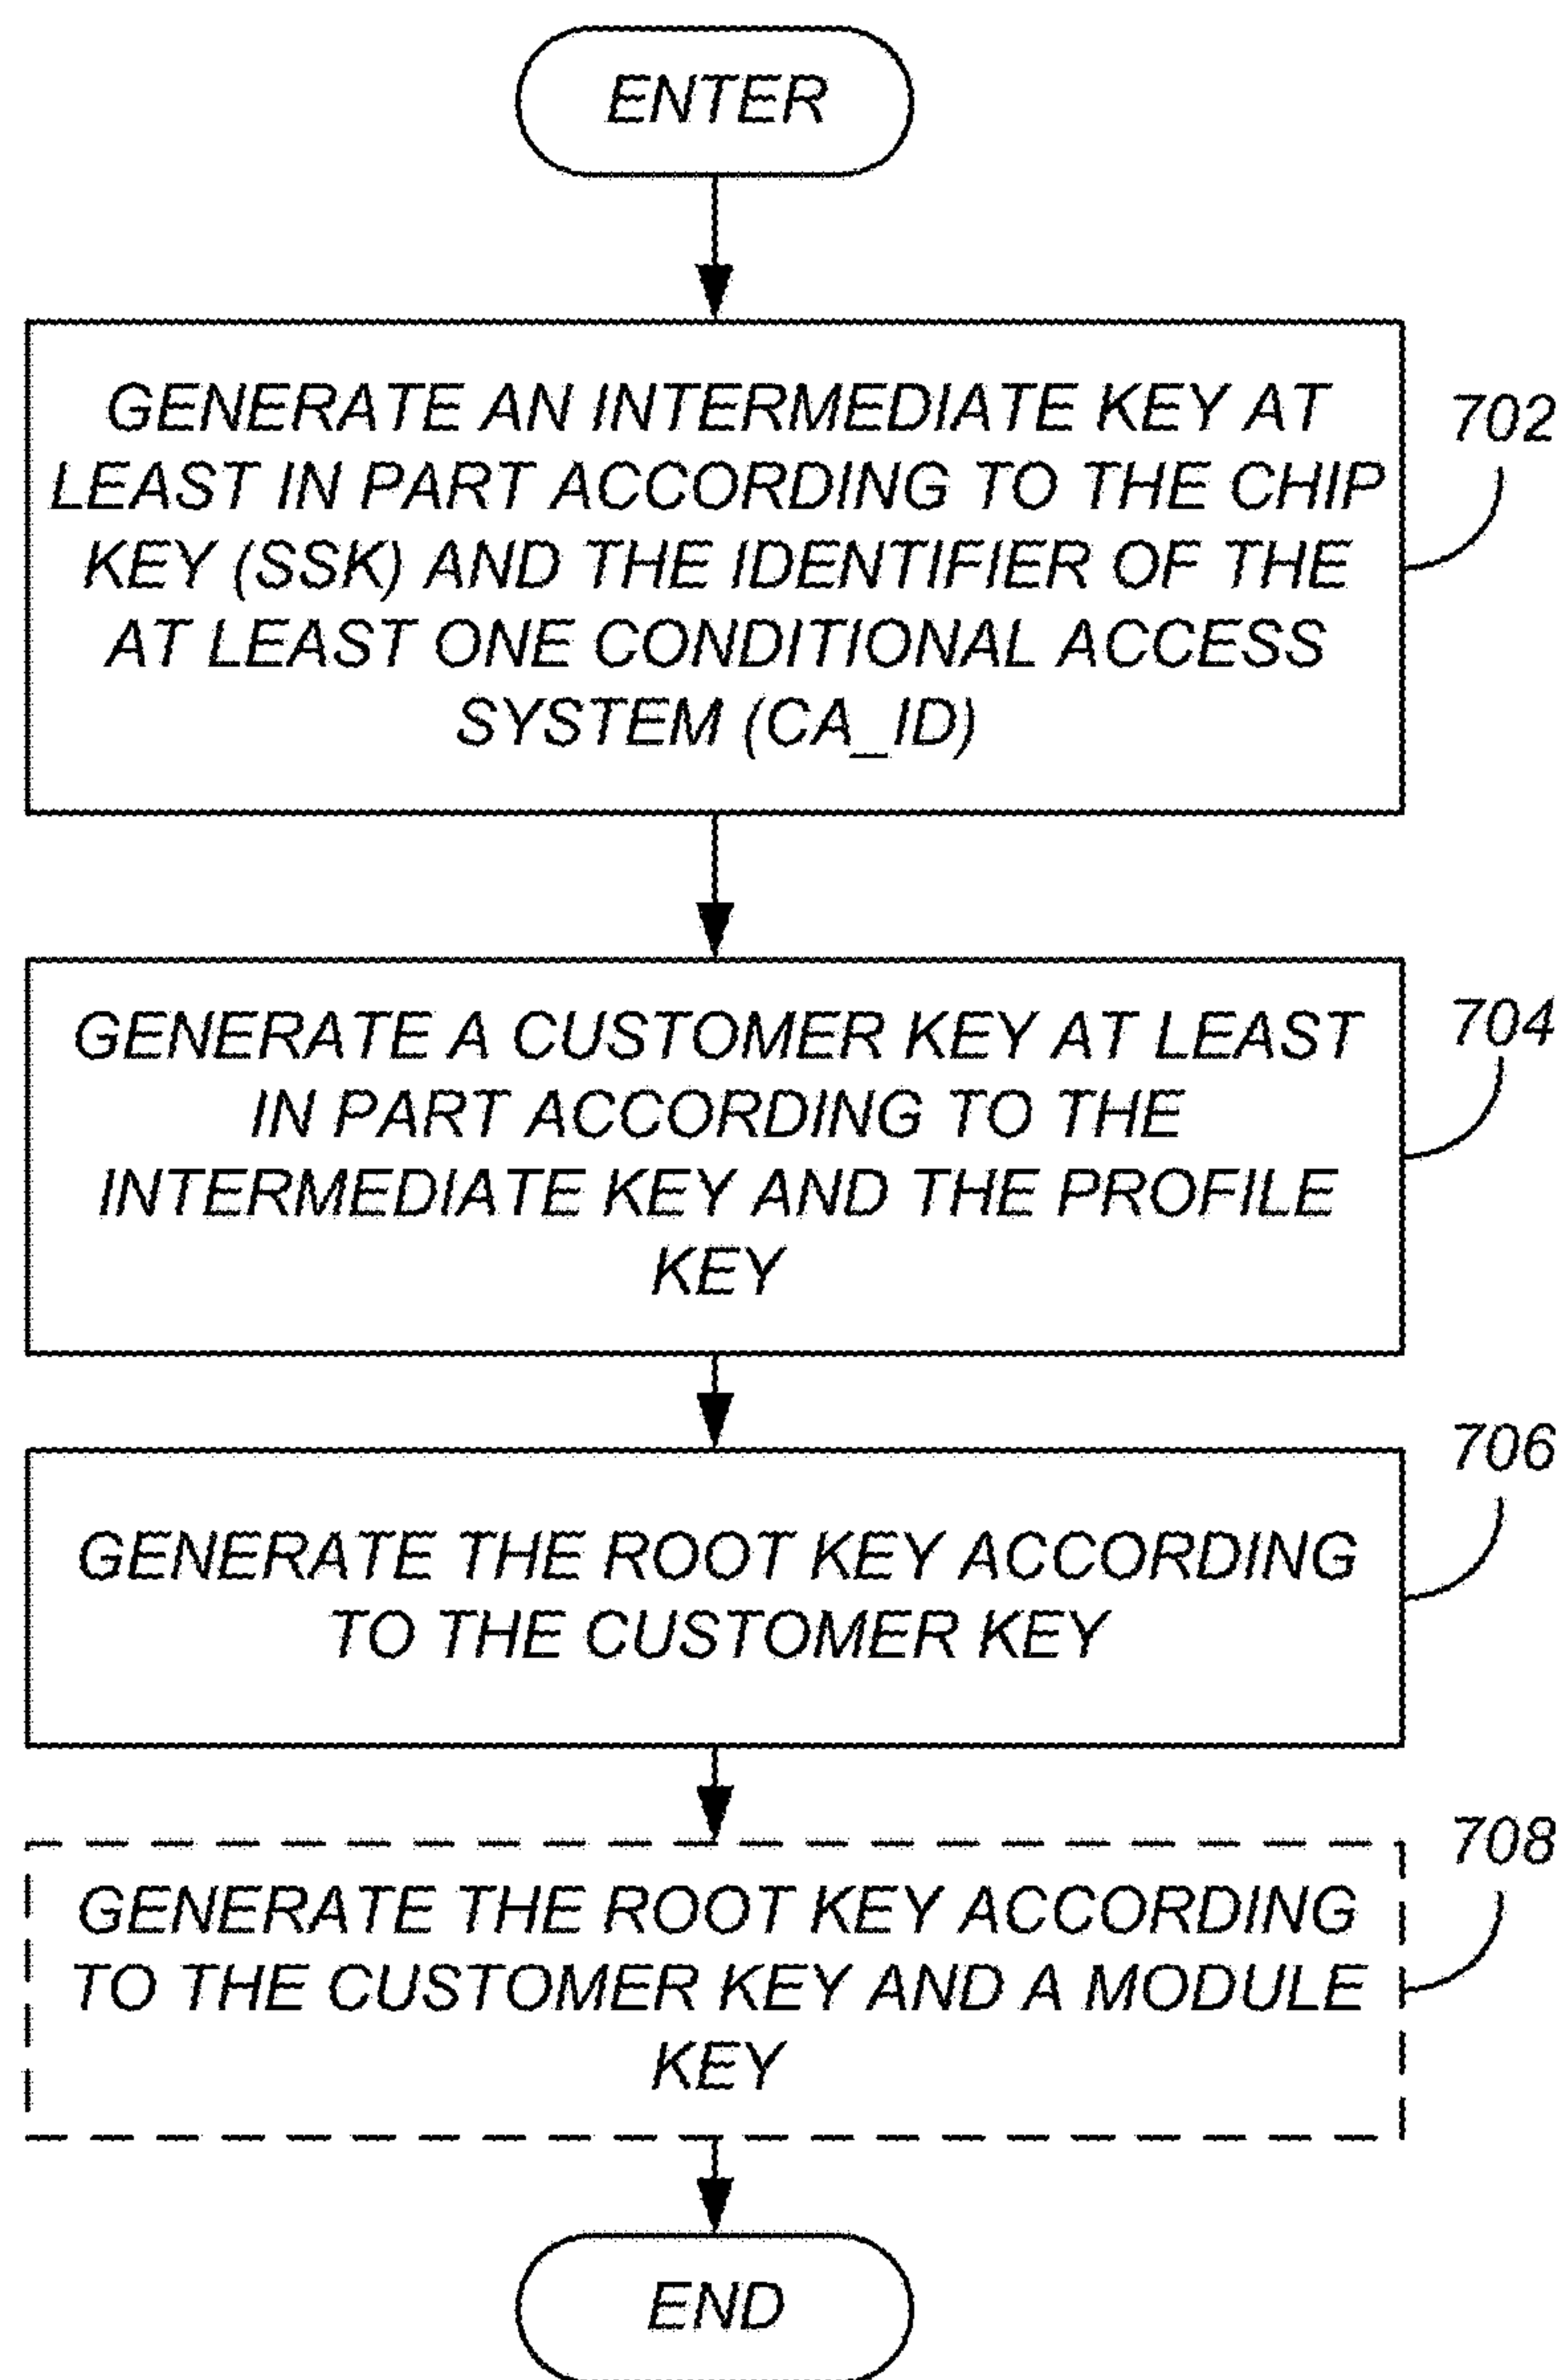 ENTER
GENERATE AN INTERMEDIATE KEY AT
LEAST IN PART ACCORDING TO THE CHIP
KEY (SSK) AND THE IDENTIFIER OF THE
AT LEAST ONE CONDITIONAL ACCESS
SYSTEM (CA_ID)
702
GENERATE A CUSTOMER KEY AT LEAST
IN PART ACCORDING TO THE
INTERMEDIATE KEY AND THE PROFILE
KEY
704
GENERATE THE ROOT KEY ACCORDING
TO THE CUSTOMER KEY
706
GENERATE THE ROOT KEY ACCORDING
TO THE CUSTOMER KEY AND A MODULE
KEY
708
END